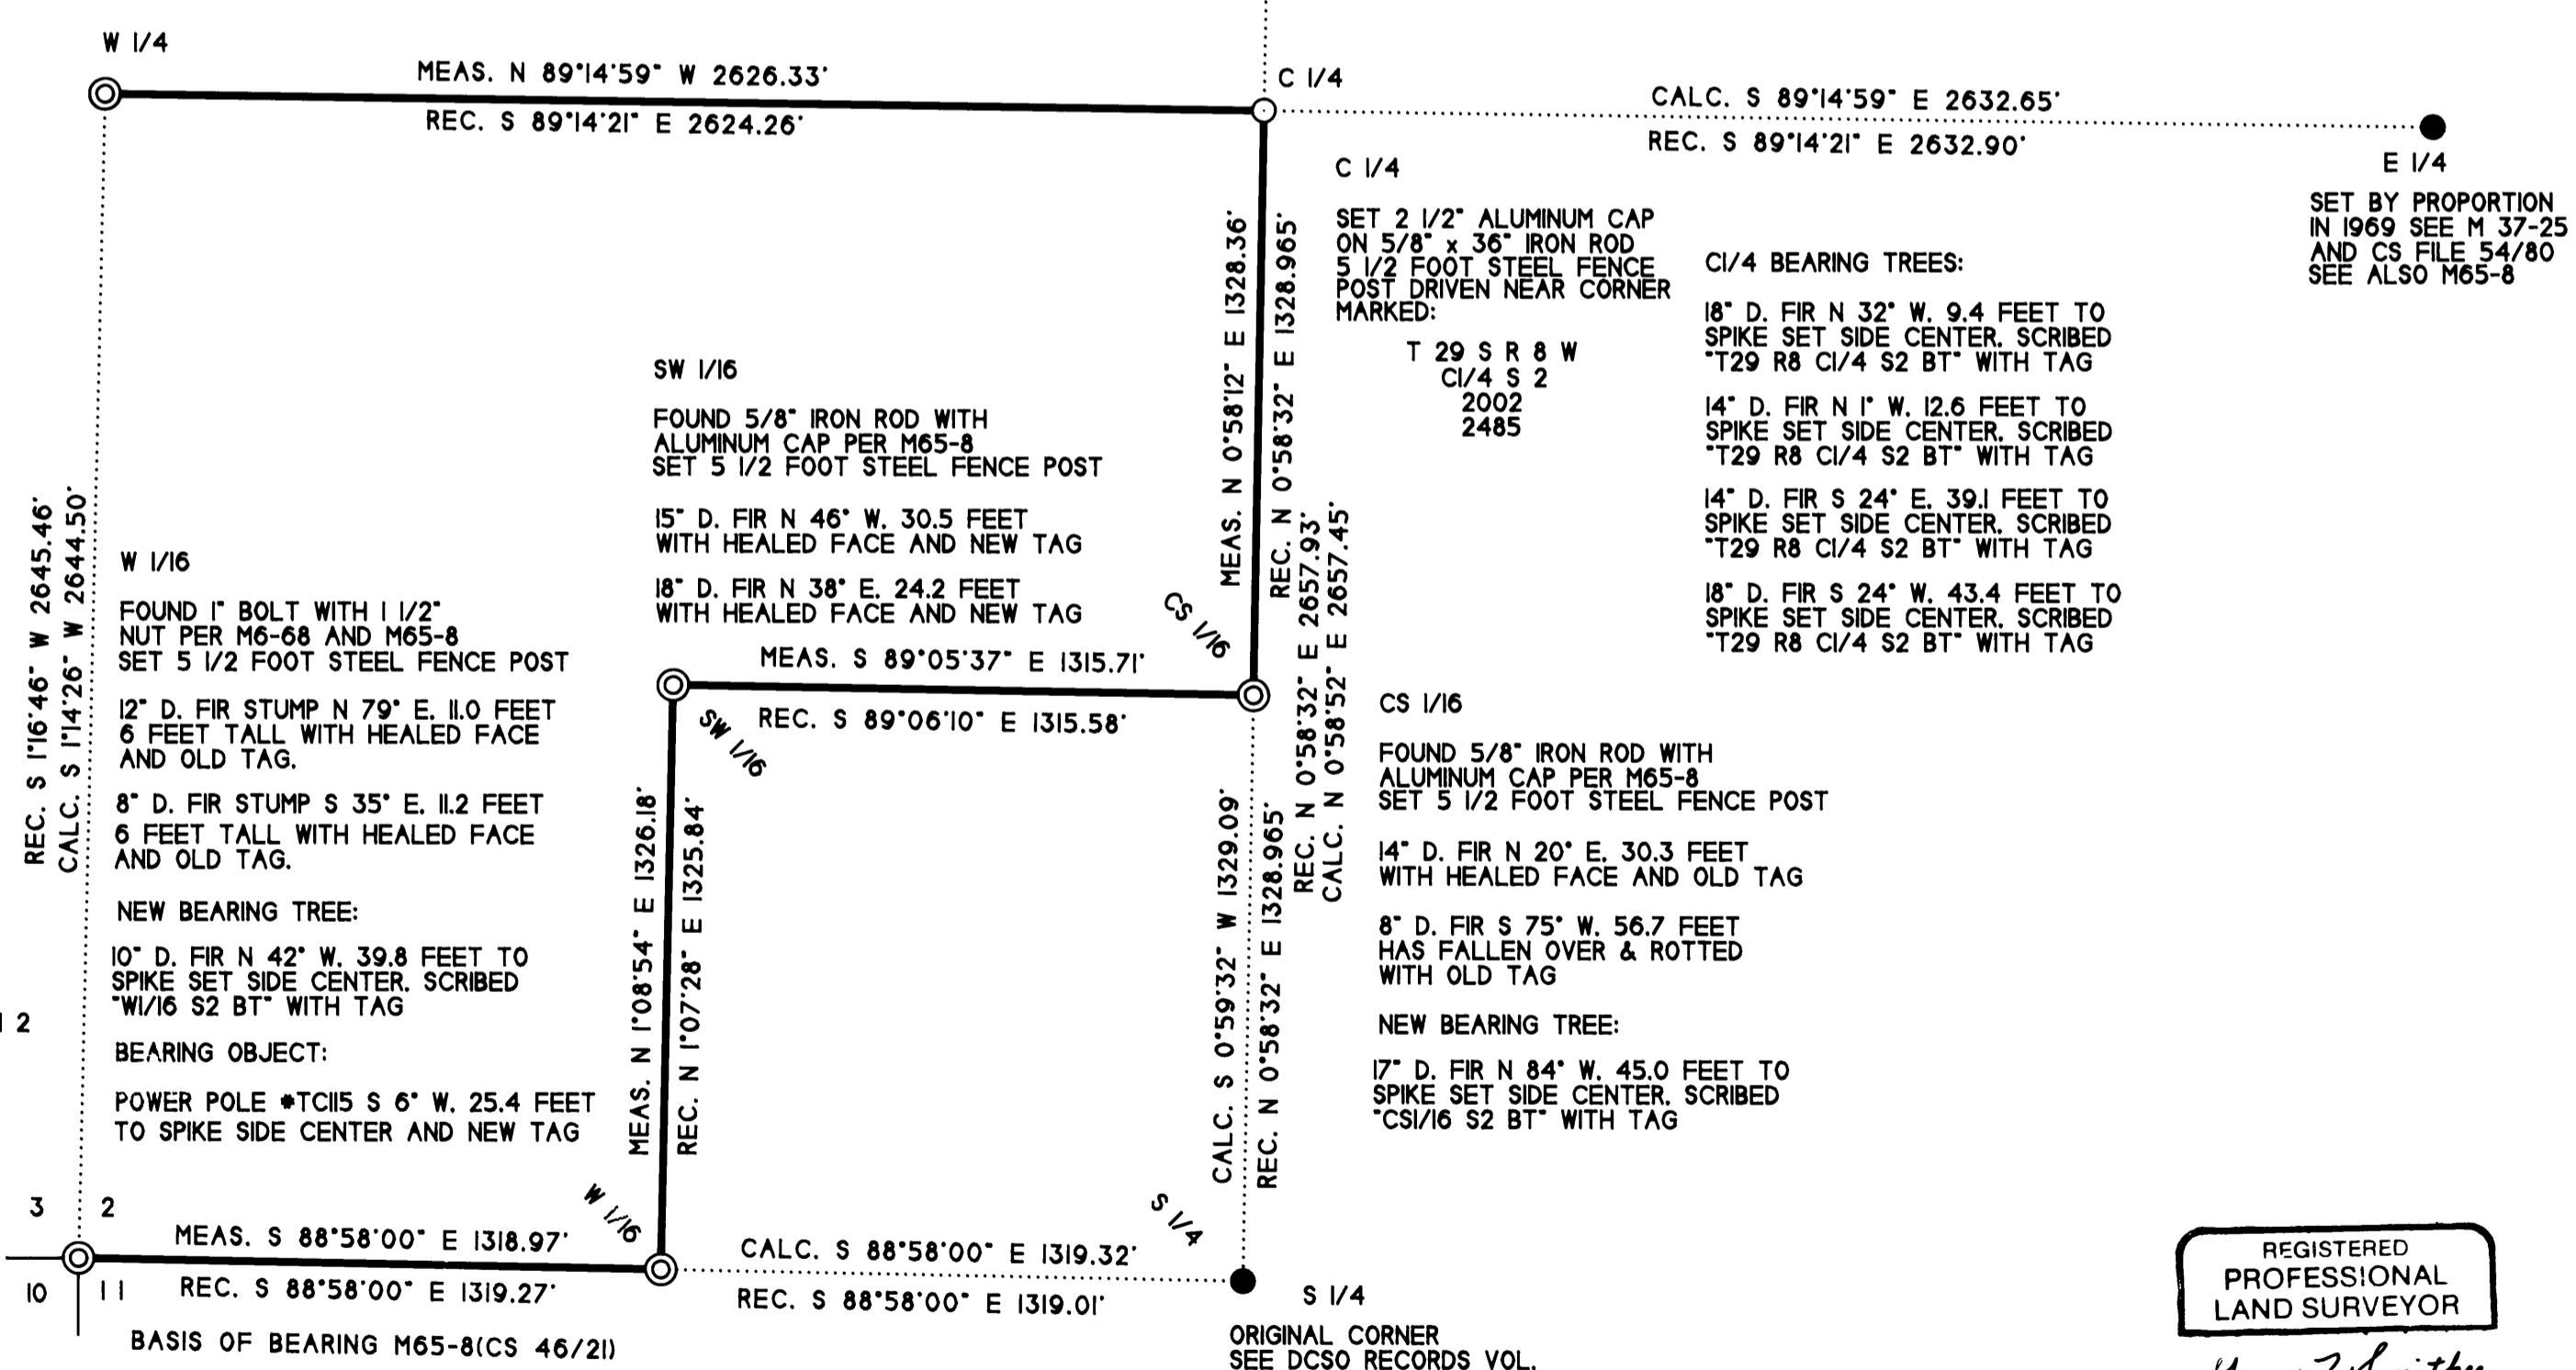 W 1/4
MEAS. N 89°14'59" W 2626.33'
REC. S 89°14'21" E 2624.26'
C 1/4
CALC. S 89°14'59" E 2632.65'
REC. S 89°14'21" E 2632.90'
E 1/4
SET BY PROPORTION
IN 1969 SEE M 37-25
AND CS FILE 54/80
SEE ALSO M65-8
C 1/4
SET 2 1/2" ALUMINUM CAP
ON 5/8" x 36" IRON ROD
5 1/2 FOOT STEEL FENCE
POST DRIVEN NEAR CORNER
MARKED:
T 29 S R 8 W
C1/4 S 2
2002
2485
C1/4 BEARING TREES:
18" D. FIR N 32° W. 9.4 FEET TO
SPIKE SET SIDE CENTER. SCRIBED
"T29 R8 C1/4 S2 BT" WITH TAG
14" D. FIR N 1° W. 12.6 FEET TO
SPIKE SET SIDE CENTER. SCRIBED
"T29 R8 C1/4 S2 BT" WITH TAG
14" D. FIR S 24° E. 39.1 FEET TO
SPIKE SET SIDE CENTER. SCRIBED
"T29 R8 C1/4 S2 BT" WITH TAG
18" D. FIR S 24° W. 43.4 FEET TO
SPIKE SET SIDE CENTER. SCRIBED
"T29 R8 C1/4 S2 BT" WITH TAG
MEAS. N 0°58'12" E 1328.36'
REC. N 0°58'32" E 1328.965'
REC. N 0°58'32" E 2657.93'
CALC. N 0°58'52" E 2657.45'
SW 1/16
FOUND 5/8" IRON ROD WITH
ALUMINUM CAP PER M65-8
SET 5 1/2 FOOT STEEL FENCE POST
15" D. FIR N 46° W. 30.5 FEET
WITH HEALED FACE AND NEW TAG
18" D. FIR N 38° E. 24.2 FEET
WITH HEALED FACE AND NEW TAG
CS 1/16
MEAS. S 89°05'37" E 1315.71'
REC. S 89°06'10" E 1315.58'
SW 1/16
REC. S 1°16'46" W 2645.46'
CALC. S 1°14'26" W 2644.50'
W 1/16
FOUND 1" BOLT WITH 1 1/2"
NUT PER M6-68 AND M65-8
SET 5 1/2 FOOT STEEL FENCE POST
12" D. FIR STUMP N 79° E. 11.0 FEET
6 FEET TALL WITH HEALED FACE
AND OLD TAG.
8" D. FIR STUMP S 35° E. 11.2 FEET
6 FEET TALL WITH HEALED FACE
AND OLD TAG.
NEW BEARING TREE:
10" D. FIR N 42° W. 39.8 FEET TO
SPIKE SET SIDE CENTER. SCRIBED
"W1/16 S2 BT" WITH TAG
BEARING OBJECT:
POWER POLE #TC115 S 6° W. 25.4 FEET
TO SPIKE SIDE CENTER AND NEW TAG
2
MEAS. N 1°08'54" E 1326.18'
REC. N 1°07'28" E 1325.84'
CALC. S 0°59'32" W 1329.09'
REC. N 0°58'32" E 1328.965'
CS 1/16
FOUND 5/8" IRON ROD WITH
ALUMINUM CAP PER M65-8
SET 5 1/2 FOOT STEEL FENCE POST
14" D. FIR N 20° E. 30.3 FEET
WITH HEALED FACE AND OLD TAG
8" D. FIR S 75° W. 56.7 FEET
HAS FALLEN OVER & ROTTED
WITH OLD TAG
NEW BEARING TREE:
17" D. FIR N 84° W. 45.0 FEET TO
SPIKE SET SIDE CENTER. SCRIBED
"CS1/16 S2 BT" WITH TAG
3 2
10 11
W 1/16
S 1/4
MEAS. S 88°58'00" E 1318.97'
REC. S 88°58'00" E 1319.27'
CALC. S 88°58'00" E 1319.32'
REC. S 88°58'00" E 1319.01'
BASIS OF BEARING M65-8(CS 46/21)
S 1/4
ORIGINAL CORNER
SEE DCSO RECORDS VOL.
REGISTERED
PROFESSIONAL
LAND SURVEYOR